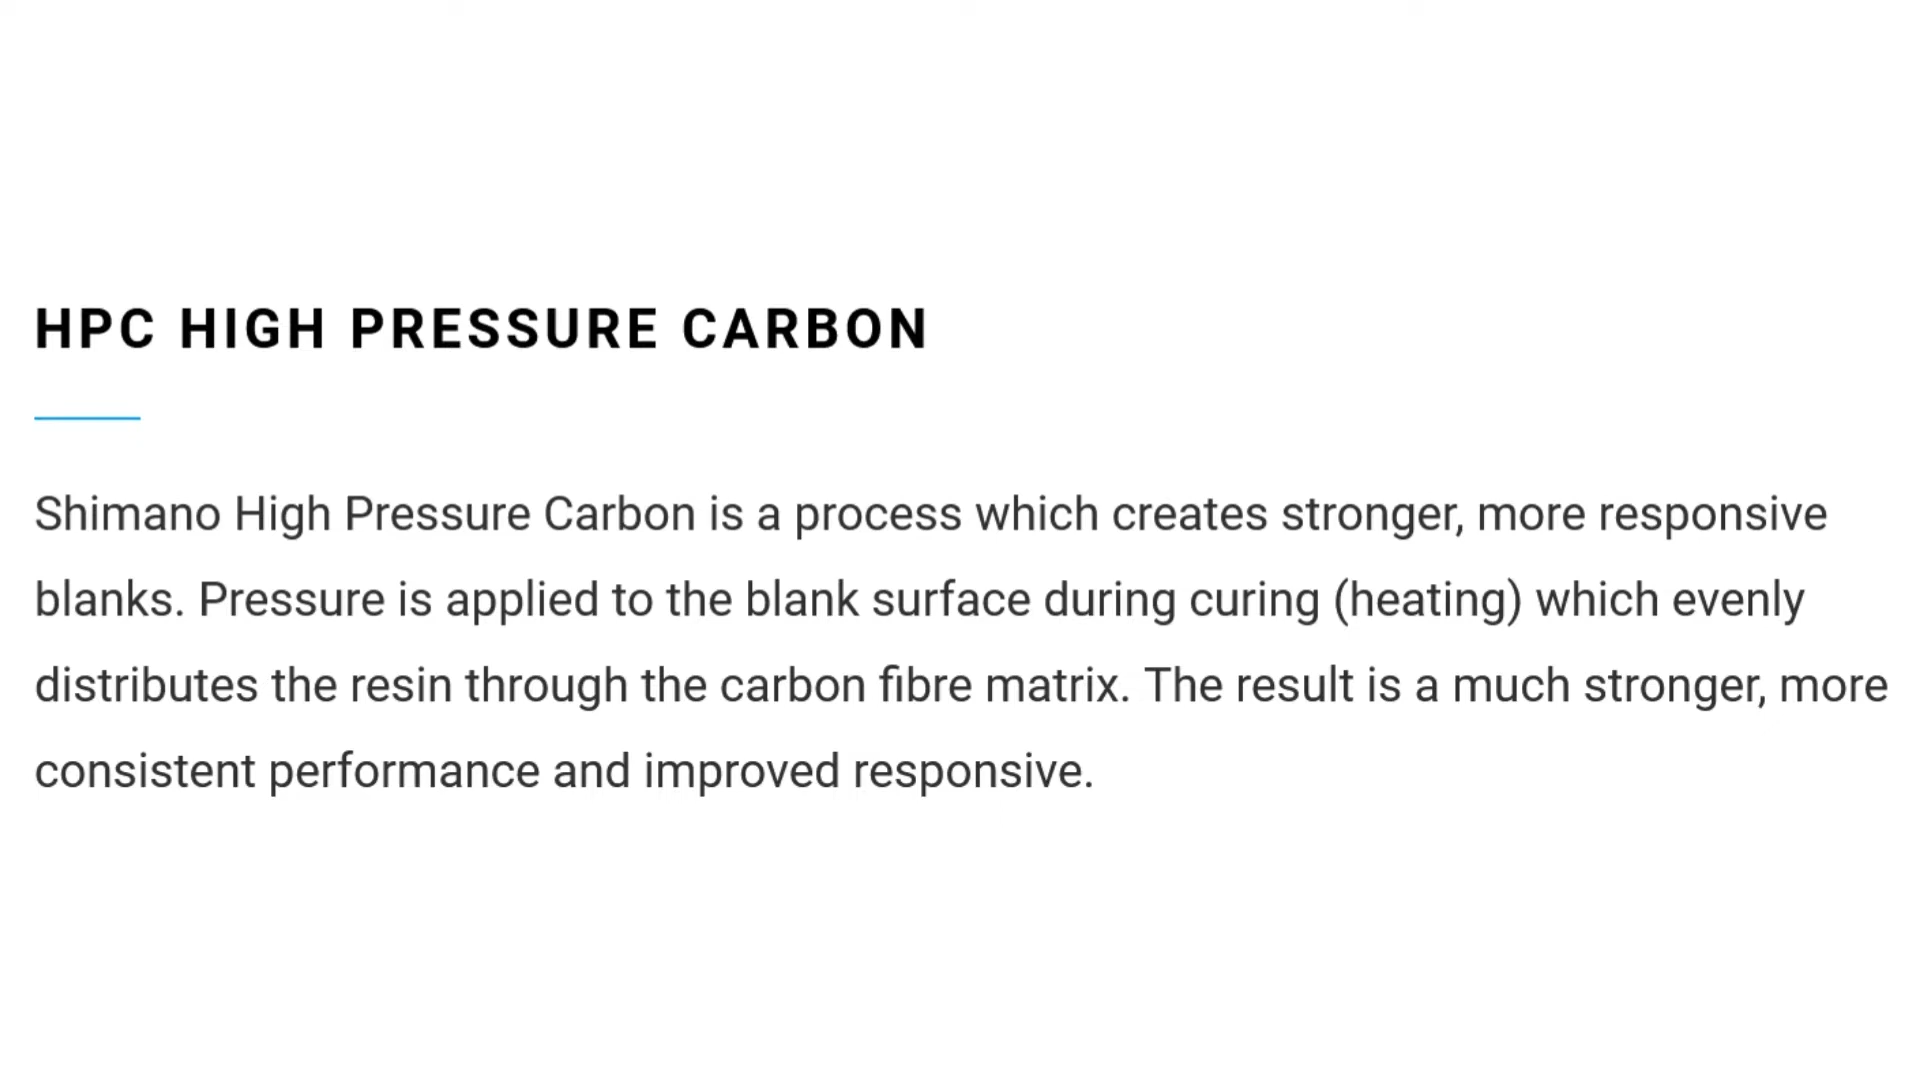 HPC HIGH PRESSURE CARBON
Shimano High Pressure Carbon is a process which creates stronger, more responsive
blanks. Pressure is applied to the blank surface during curing (heating) which evenly
distributes the resin through the carbon fibre matrix. The result is a much stronger, more
consistent performance and improved responsive.